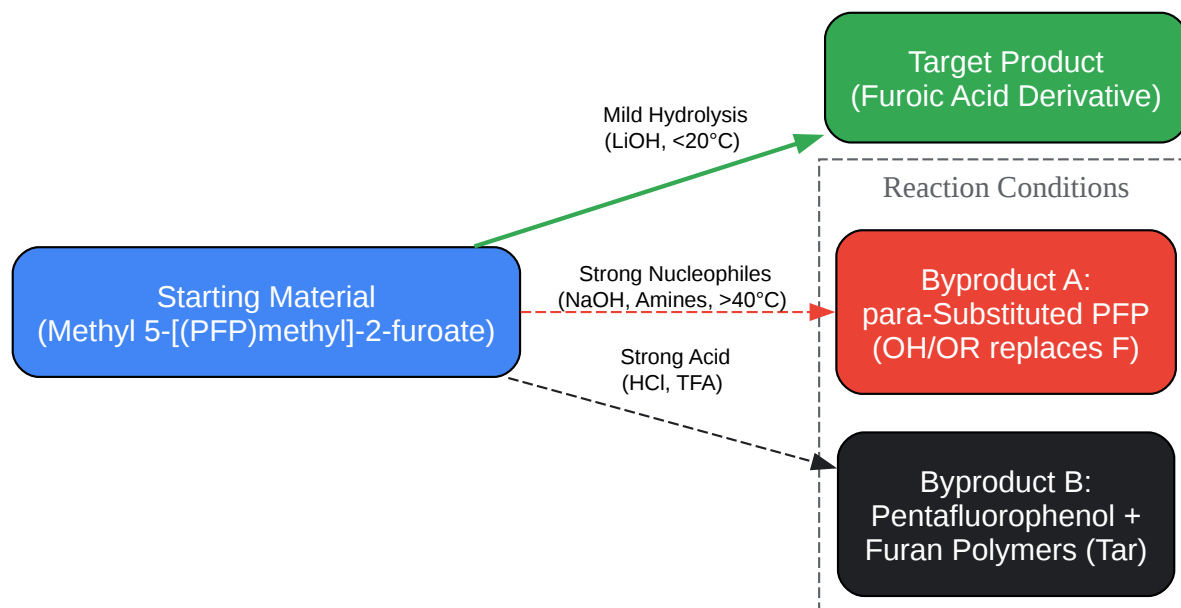 Target Product
(Furoic Acid Derivative)
Mild Hydrolysis
(LiOH, <20°C)
Reaction Conditions
Starting Material
(Methyl 5-[(PFP)methyl]-2-furoate)
Strong Nucleophiles
(NaOH, Amines, >40°C)
Byproduct A:
para-Substituted PFP
(OH/OR replaces F)
Strong Acid
(HCl, TFA)
Byproduct B:
Pentafluorophenol +
Furan Polymers (Tar)